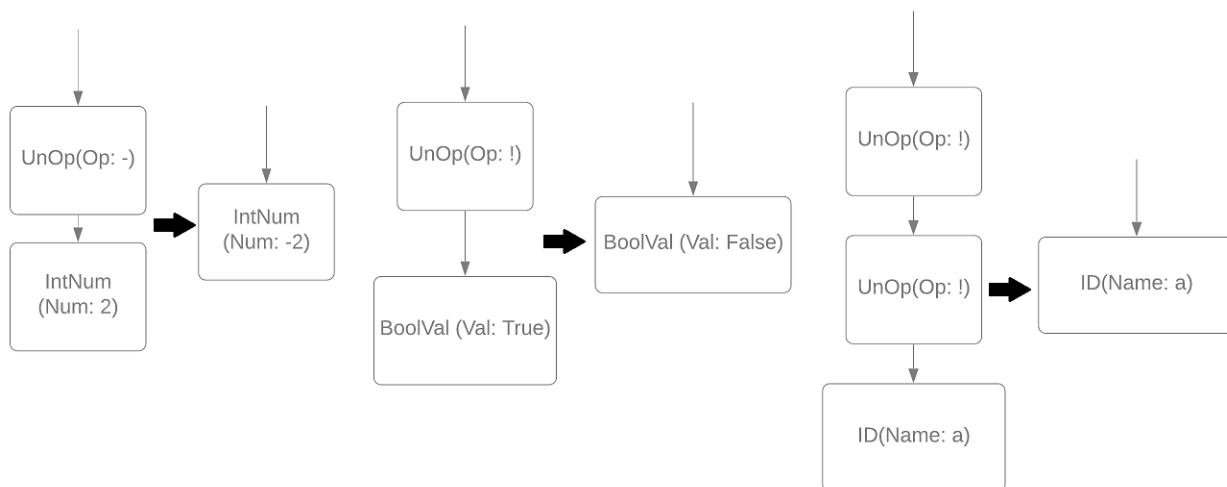 UnOp(Op: -)
IntNum
(Num: 2)
IntNum
(Num: -2)
UnOp(Op: !)
BoolVal (Val: True)
BoolVal (Val: False)
UnOp(Op: !)
UnOp(Op: !)
ID(Name: a)
ID(Name: a)